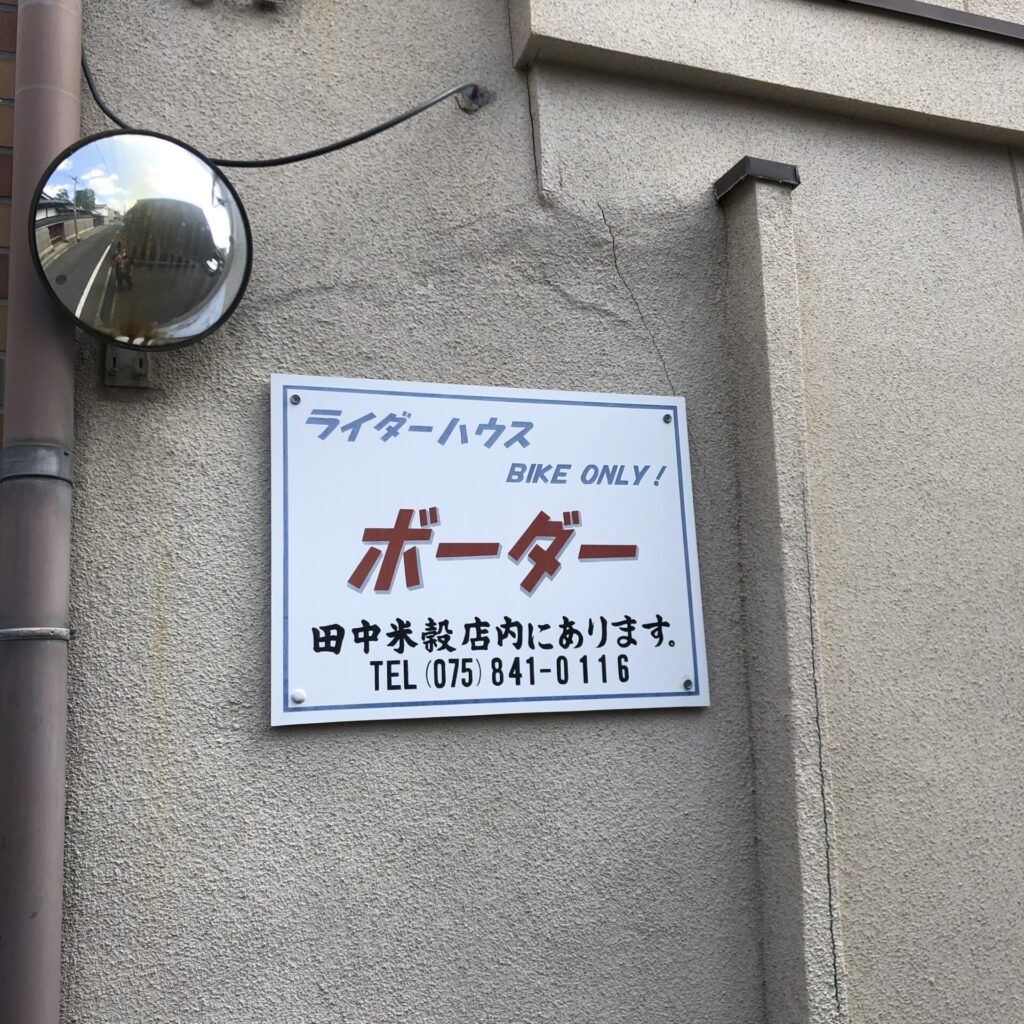 ライダーハウス
BIKE ONLY!
ボーダー
田中米穀店内にあります。
TEL(075)841-0116